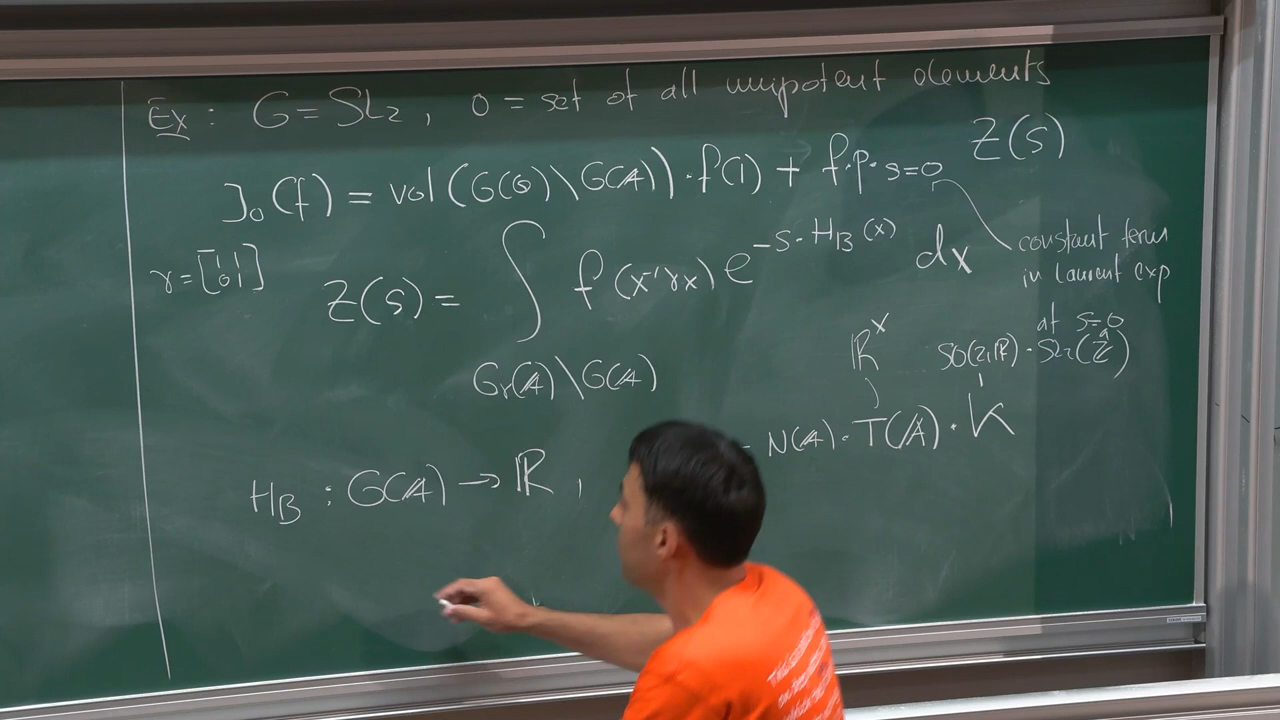 Ex : G = SL₂ , o = set of all unipotent elements
J₀(f) = vol(G(Q)\G(A))·f(1) + f.p. s=0 Z(s)
constant term
in Laurent exp
at s=0
γ = [1 1
0 1]
Z(s) = ∫ f(x⁻¹γx) e^{-s·H_B(x)} dx
G_γ(A)\G(A)
ℝ^× SO(2,ℝ)·SL₂(Ẑ)
H_B : G(A) → ℝ , = N(A)·T(A)·K